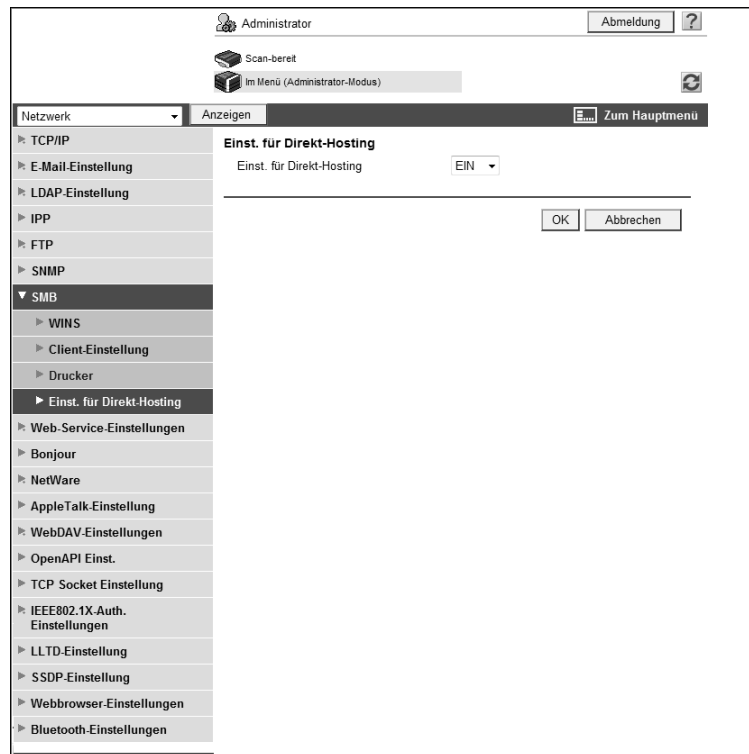 Administrator
Abmeldung
?
Scan-bereit
Im Menü (Administrator-Modus)
Netzwerk
Anzeigen
Zum Hauptmenü
TCP/IP
E-Mail-Einstellung
LDAP-Einstellung
IPP
FTP
SNMP
SMB
WINS
Client-Einstellung
Drucker
Einst. für Direkt-Hosting
Web-Service-Einstellungen
Bonjour
NetWare
AppleTalk-Einstellung
WebDAV-Einstellungen
OpenAPI Einst.
TCP Socket Einstellung
IEEE802.1X-Auth.
Einstellungen
LLTD-Einstellung
SSDP-Einstellung
Webbrowser-Einstellungen
Bluetooth-Einstellungen
Einst. für Direkt-Hosting
Einst. für Direkt-Hosting EIN
OK Abbrechen